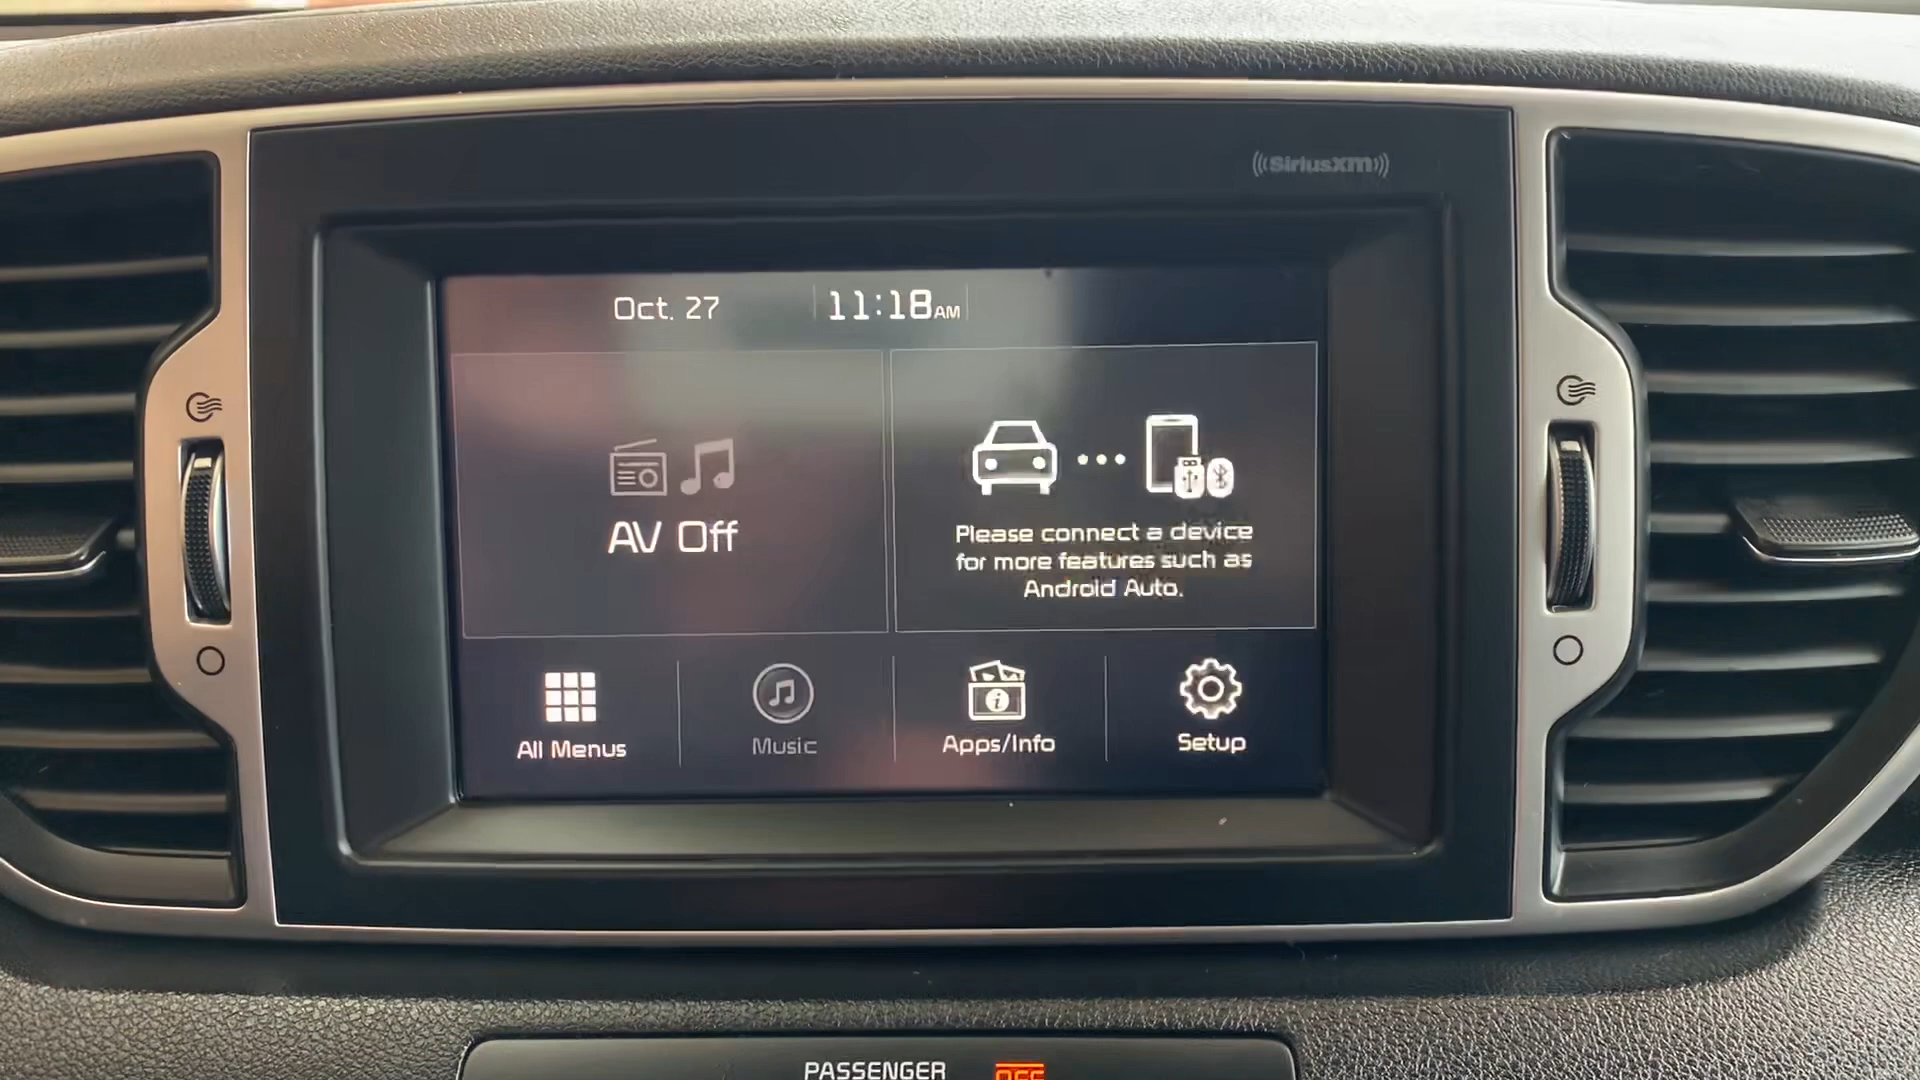 SiriusXM
Oct. 27
11:18AM
AV Off
Please connect a device
for more features such as
Android Auto.
All Menus
Music
Apps/Info
Setup
PASSENGER
OFF